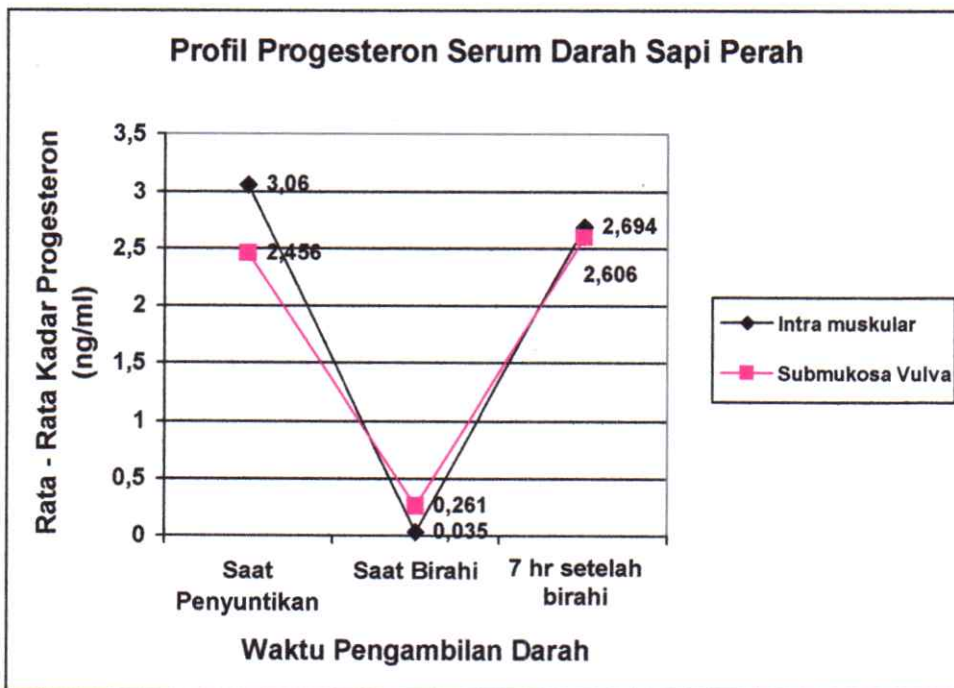 Profil Progesteron Serum Darah Sapi Perah
Rata - Rata Kadar Progesteron
(ng/ml)
3,5
3
2,5
2
1,5
1
0,5
0
3,06
2,456
0,261
0,035
2,694
2,606
Saat
Penyuntikan
Saat Birahi
7 hr setelah
birahi
Waktu Pengambilan Darah
Intra muskular
Submukosa Vulva